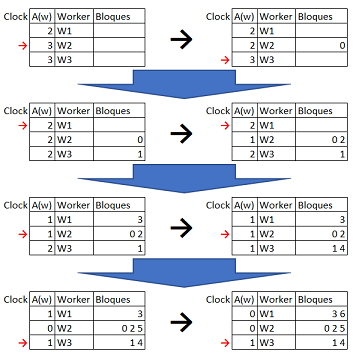 Clock A(w) Worker Bloques Clock A(w) Worker Bloques
2 W1 2 W1
3 W2 2 W2 0
3 W3 3 W3
Clock A(w) Worker Bloques Clock A(w) Worker Bloques
2 W1 2 W1
2 W2 0 1 W2 0 2
2 W3 1 2 W3 1
Clock A(w) Worker Bloques Clock A(w) Worker Bloques
1 W1 3 1 W1 3
1 W2 0 2 1 W2 0 2
2 W3 1 1 W3 1 4
Clock A(w) Worker Bloques Clock A(w) Worker Bloques
1 W1 3 0 W1 3 6
0 W2 0 2 5 0 W2 0 2 5
1 W3 1 4 1 W3 1 4